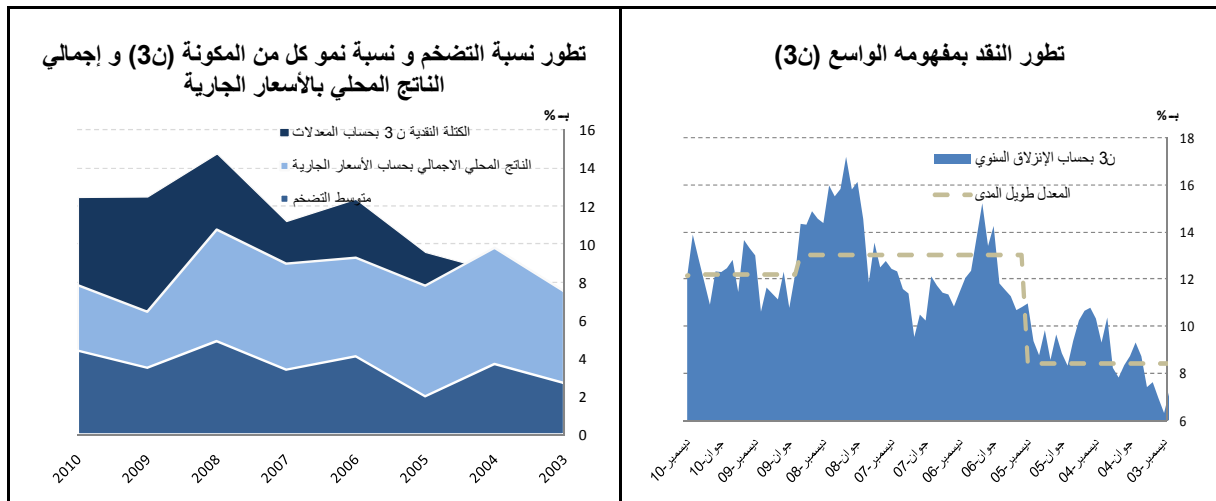 تطور النقد بمفهومه الواسع (ن3)
بـ %
18
16
14
12
10
8
6
ن3 بحساب الإنزلاق السنوي
المعدل طويل المدى
ديسمبر-03
جوان-04
ديسمبر-04
جوان-05
ديسمبر-05
جوان-06
ديسمبر-06
جوان-07
ديسمبر-07
جوان-08
ديسمبر-08
جوان-09
ديسمبر-09
جوان-10
ديسمبر-10
تطور نسبة التضخم و نسبة نمو كل من المكونة (ن3) و إجمالي
الناتج المحلي بالأسعار الجارية
بـ %
16
14
12
10
8
6
4
2
0
الكتلة النقدية ن 3 بحساب المعدلات
الناتج المحلي الاجمالي بحساب الأسعار الجارية
متوسط التضخم
2003
2004
2005
2006
2007
2008
2009
2010